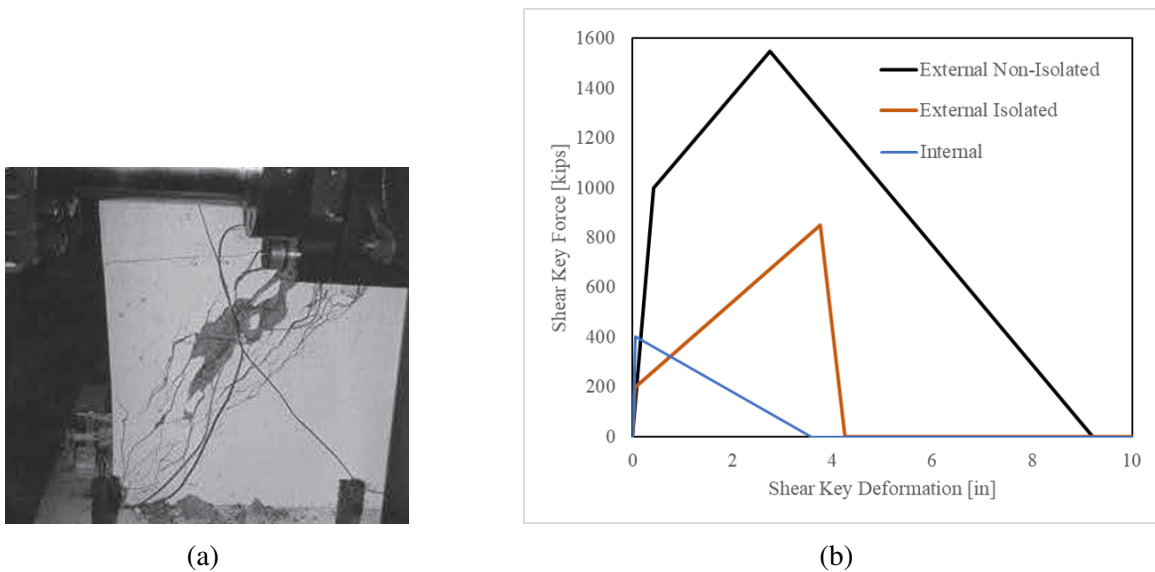 1600
1400
1200
1000
800
600
400
200
0
Shear Key Force [kips]
External Non-Isolated
External Isolated
Internal
0 2 4 6 8 10
Shear Key Deformation [in]
(a) (b)